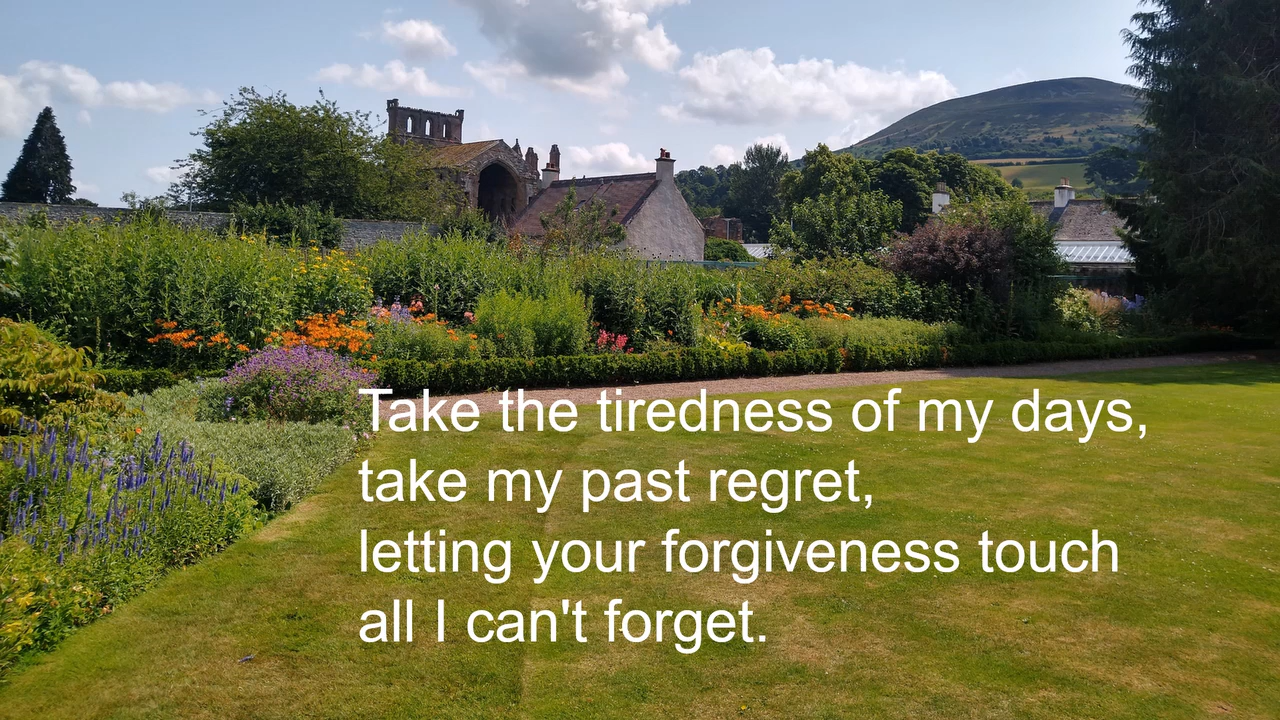 Take the tiredness of my days,
take my past regret,
letting your forgiveness touch
all I can't forget.